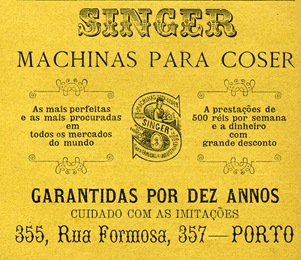 SINGER
MACHINAS PARA COSER
As mais perfeitas
e as mais procuradas
em
todos os mercados
do mundo
SINGER
A prestações de
500 réis por semana
e a dinheiro
com
grande desconto
GARANTIDAS POR DEZ ANNOS
CUIDADO COM AS IMITAÇÕES
355, Rua Formosa, 357—PORTO